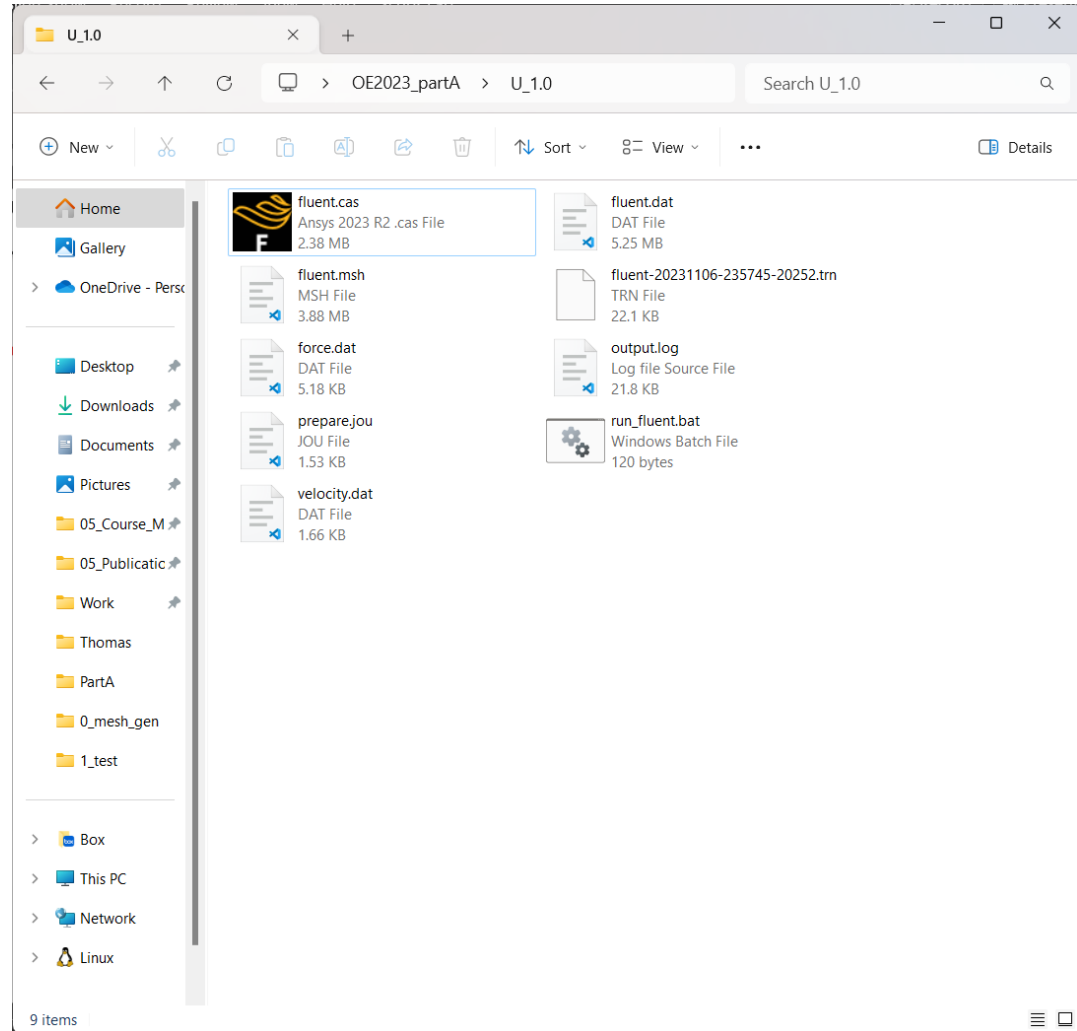 U_1.0
OE2023_partA > U_1.0
Search U_1.0
New
Sort
View
Details
Home
Gallery
OneDrive - Persc
Desktop
Downloads
Documents
Pictures
05_Course_M
05_Publicatic
Work
Thomas
PartA
0_mesh_gen
1_test
Box
This PC
Network
Linux
fluent.cas
Ansys 2023 R2 .cas File
2.38 MB
fluent.dat
DAT File
5.25 MB
fluent.msh
MSH File
3.88 MB
fluent-20231106-235745-20252.trn
TRN File
22.1 KB
force.dat
DAT File
5.18 KB
output.log
Log file Source File
21.8 KB
prepare.jou
JOU File
1.53 KB
run_fluent.bat
Windows Batch File
120 bytes
velocity.dat
DAT File
1.66 KB
9 items